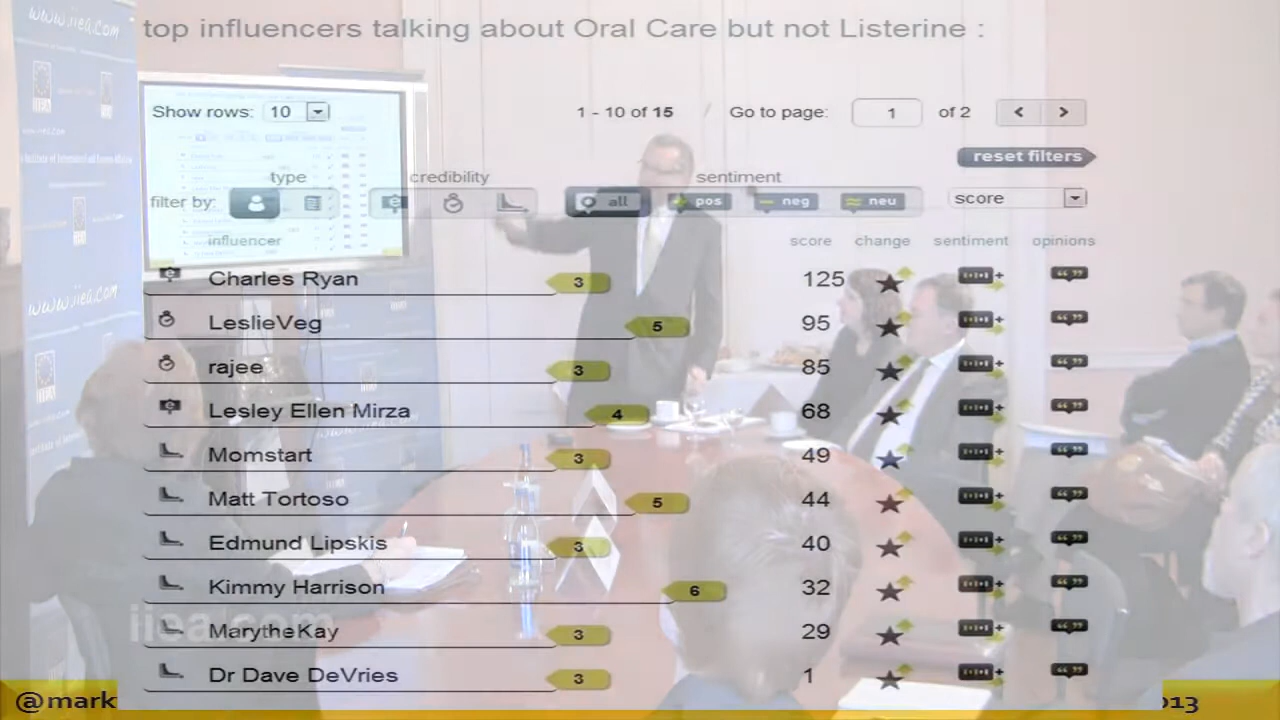 www.iiea.com
top influencers talking about Oral Care but not Listerine :
Show rows: 10 1 - 10 of 15 / Go to page: 1 of 2 < >
reset filters
type credibility sentiment
filter by: all pos neg neu score
influencer score change sentiment opinions
Charles Ryan 3 125
LeslieVeg 5 95
rajee 3 85
Lesley Ellen Mirza 4 68
Momstart 3 49
Matt Tortoso 5 44
Edmund Lipskis 3 40
Kimmy Harrison 6 32
MarytheKay 3 29
Dr Dave DeVries 3 1
www.iiea.com
iiea.com
@mark 013